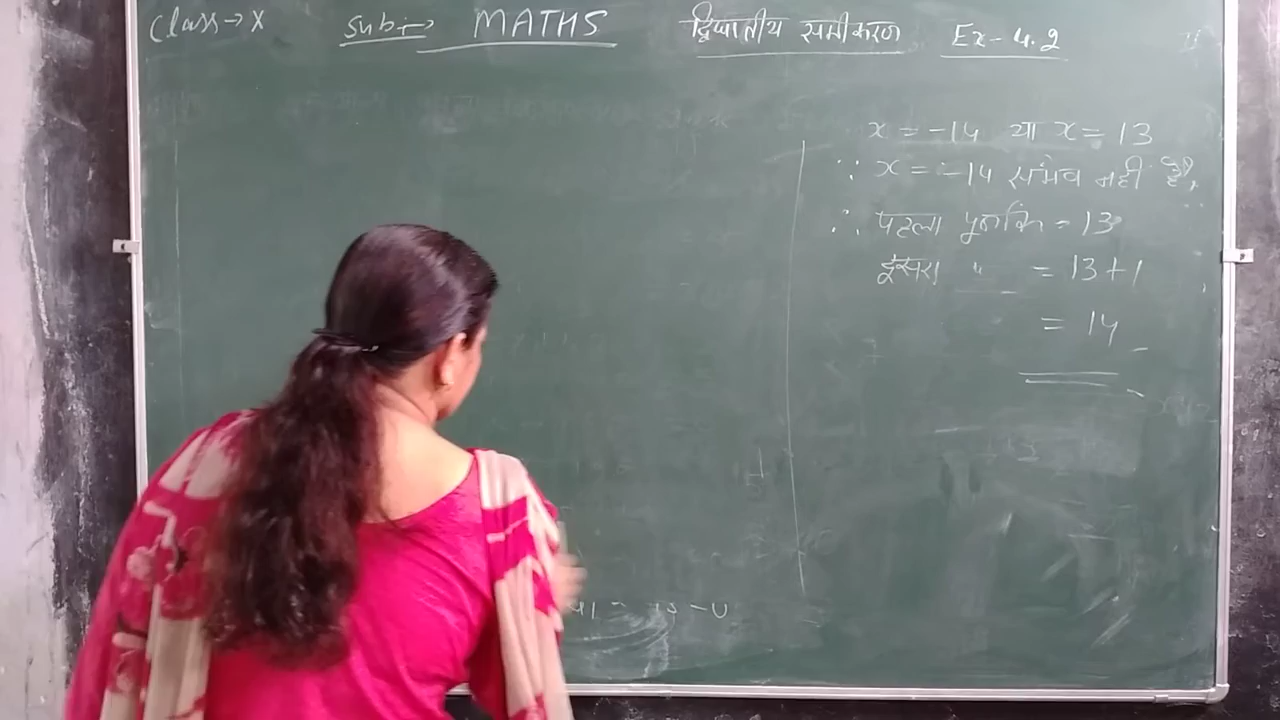 Class→X Sub:→ MATHS द्विघातीय समीकरण Ex-4.2
x = -14 या x = 13
∵ x = -14 संभव नहीं है,
∴ पहला पूर्णांक = 13
दूसरा " = 13+1
= 14